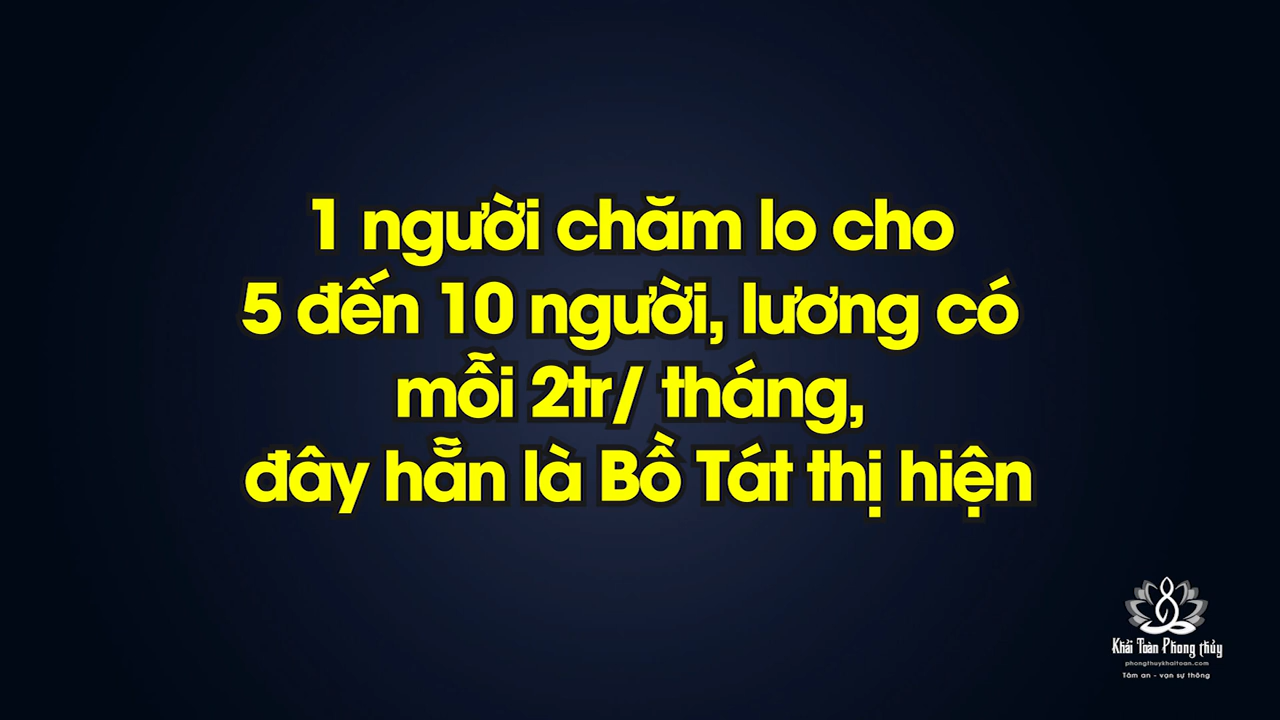 1 người chăm lo cho
5 đến 10 người, lương có
mỗi 2tr/ tháng,
đây hẵn là Bồ Tát thị hiện
Khải Toàn Phong thủy
phongthuykhaitoan.com
Tâm an - vạn sự thông